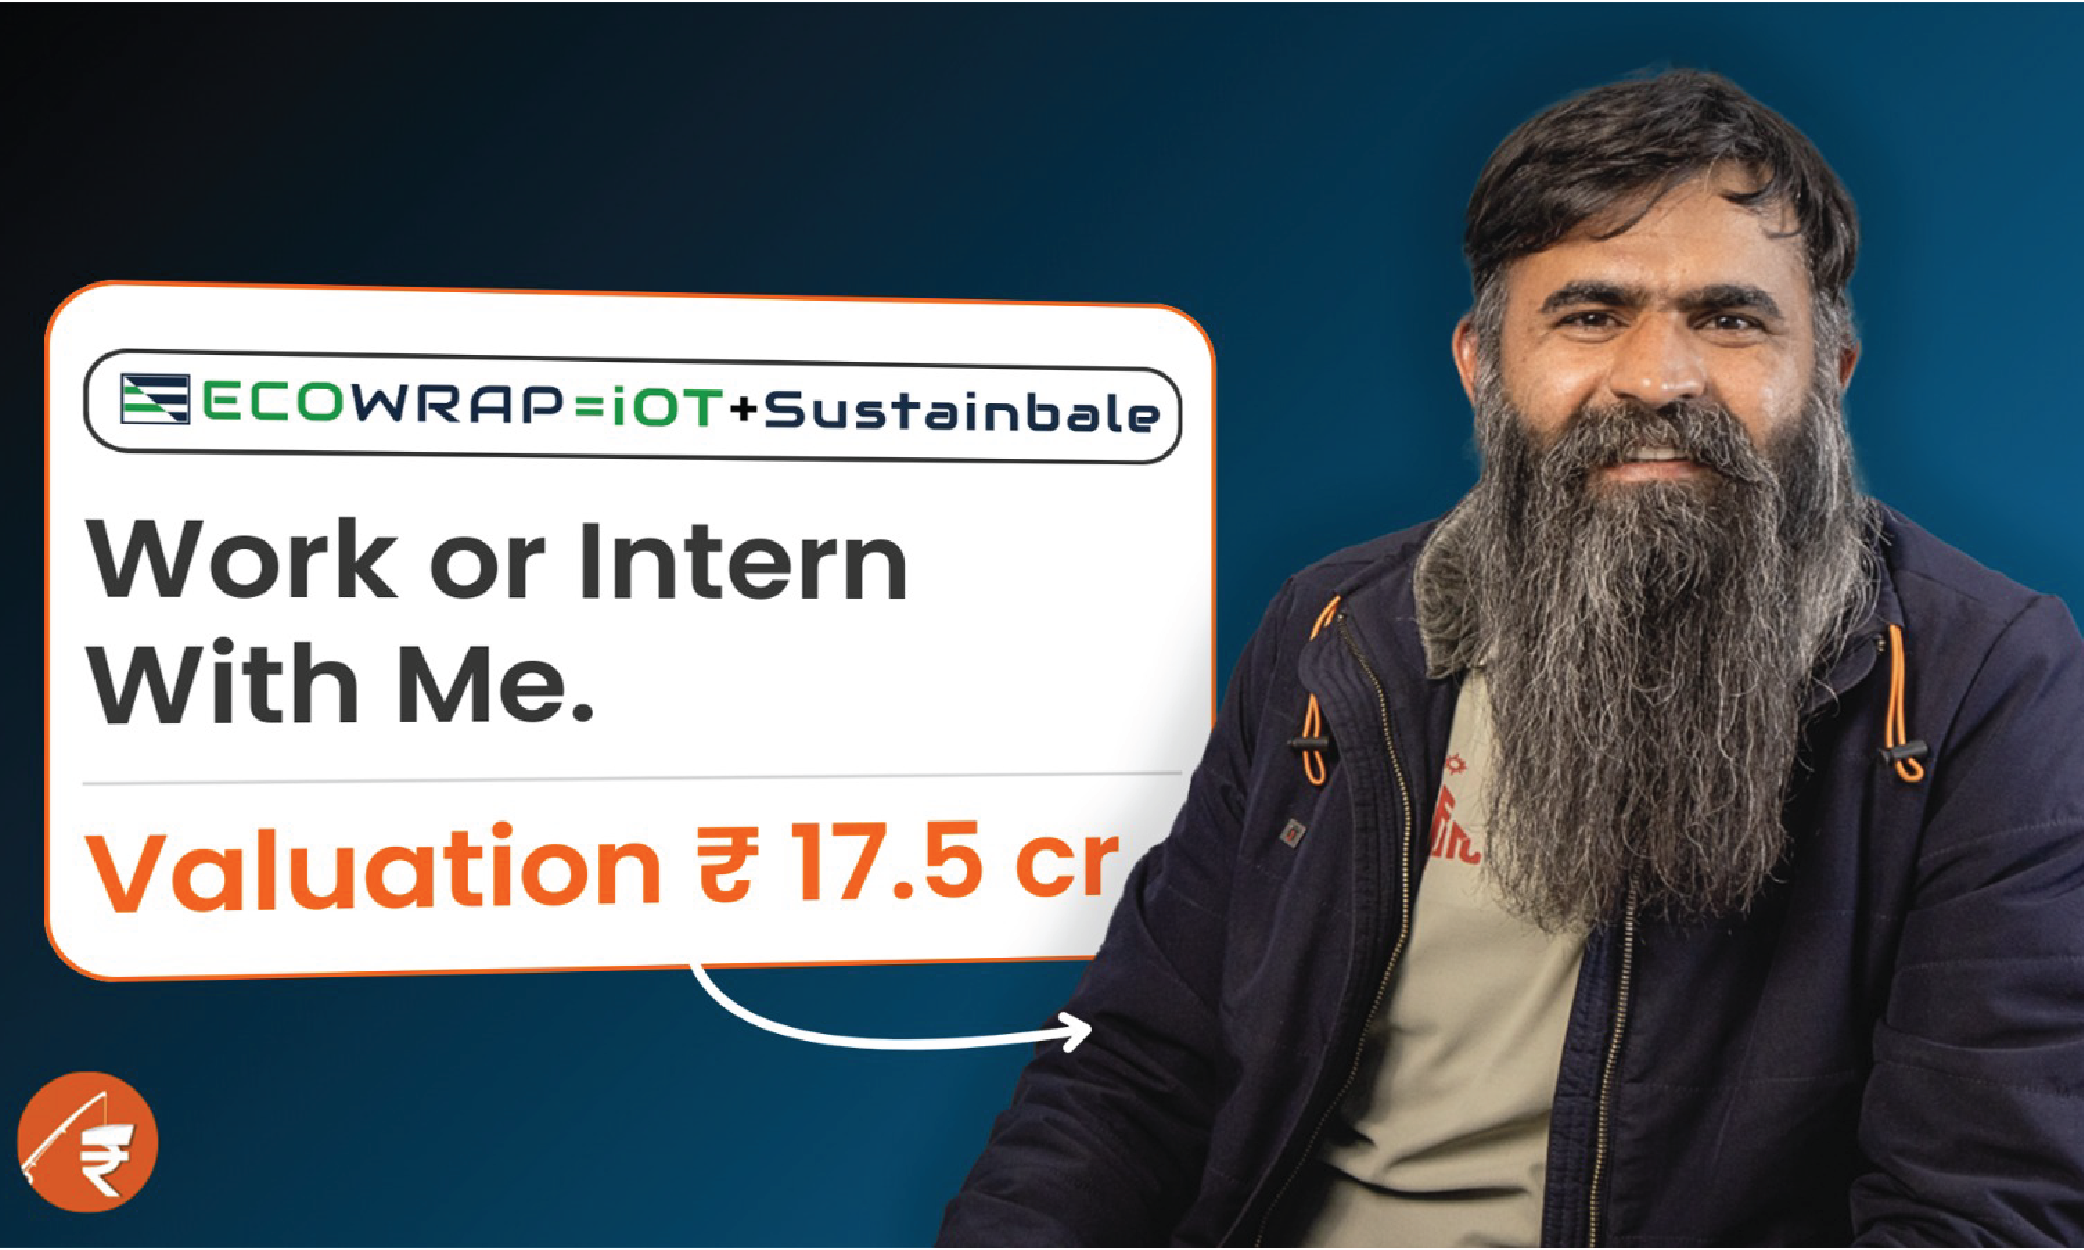 ECOWRAP=iOT+Sustainbale
Work or Intern
With Me.
Valuation ₹ 17.5 cr
₹